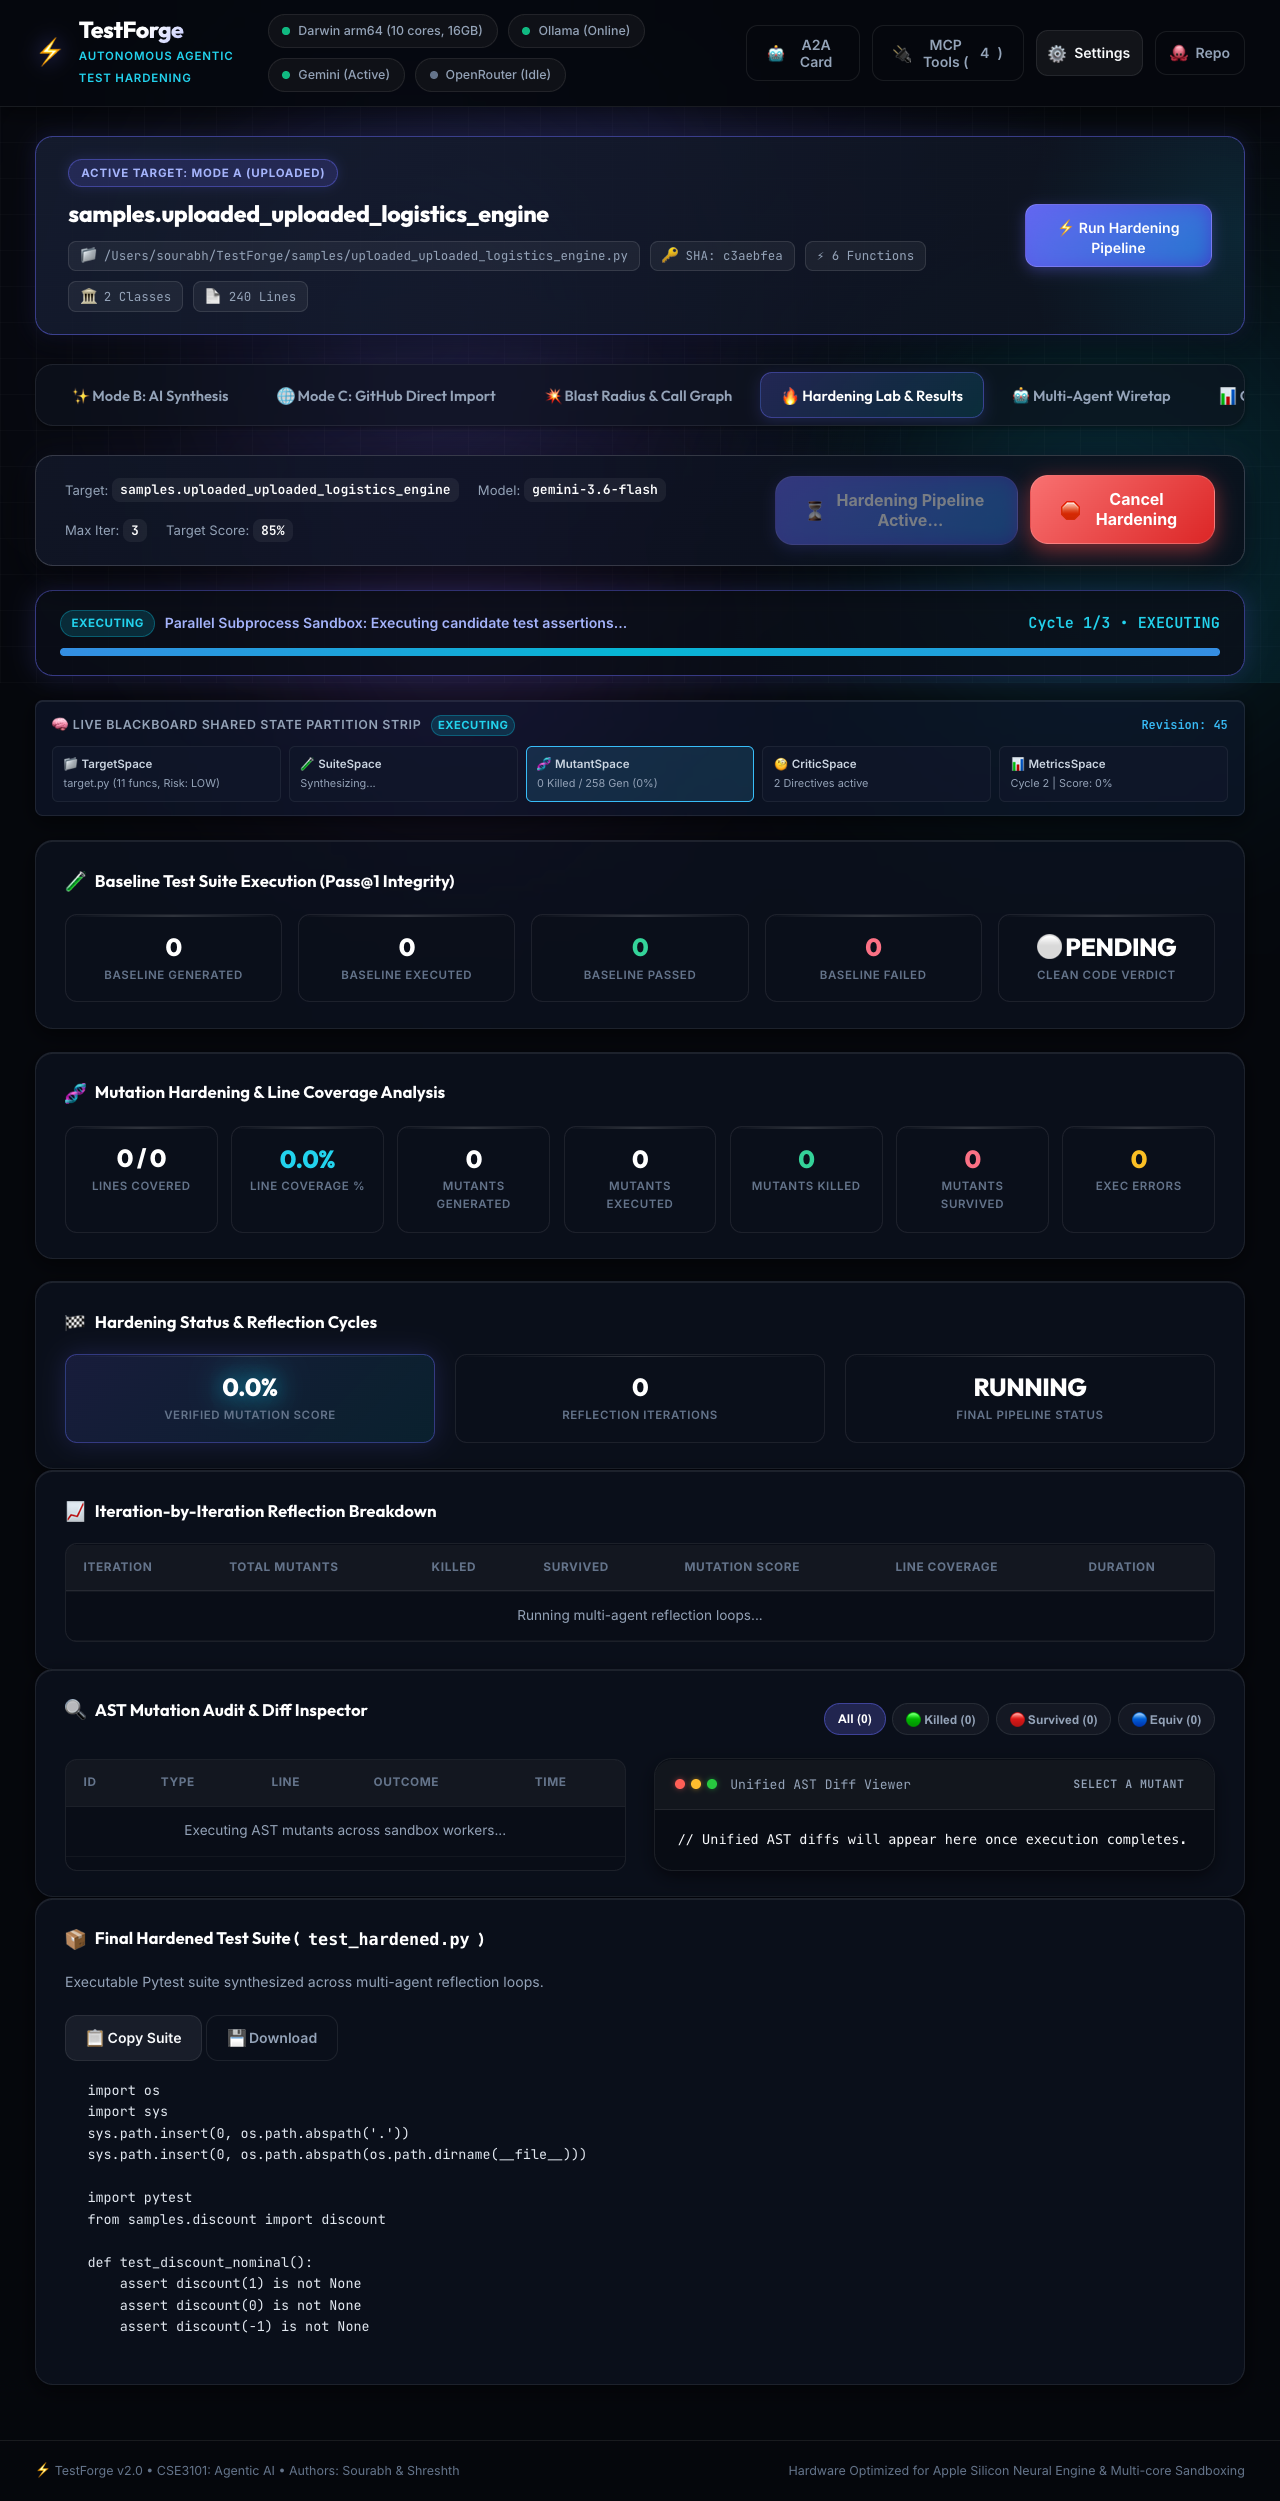 TestForge
AUTONOMOUS AGENTIC
TEST HARDENING
Darwin arm64 (10 cores, 16GB)
Ollama (Online)
Gemini (Active)
OpenRouter (Idle)
A2A
Card
MCP
Tools ( 4 )
Settings
Repo
ACTIVE TARGET: MODE A (UPLOADED)
samples.uploaded_uploaded_logistics_engine
/Users/sourabh/TestForge/samples/uploaded_uploaded_logistics_engine.py
SHA: c3aebfea
⚡ 6 Functions
2 Classes
240 Lines
⚡ Run Hardening
Pipeline
Mode B: AI Synthesis
Mode C: GitHub Direct Import
Blast Radius & Call Graph
Hardening Lab & Results
Multi-Agent Wiretap
Target: samples.uploaded_uploaded_logistics_engine
Model: gemini-3.6-flash
Max Iter: 3
Target Score: 85%
Hardening Pipeline
Active...
Cancel
Hardening
EXECUTING
Parallel Subprocess Sandbox: Executing candidate test assertions...
Cycle 1/3 • EXECUTING
LIVE BLACKBOARD SHARED STATE PARTITION STRIP
EXECUTING
Revision: 45
TargetSpace
target.py (11 funcs, Risk: LOW)
SuiteSpace
Synthesizing...
MutantSpace
0 Killed / 258 Gen (0%)
CriticSpace
2 Directives active
MetricsSpace
Cycle 2 | Score: 0%
Baseline Test Suite Execution (Pass@1 Integrity)
0
BASELINE GENERATED
0
BASELINE EXECUTED
0
BASELINE PASSED
0
BASELINE FAILED
PENDING
CLEAN CODE VERDICT
Mutation Hardening & Line Coverage Analysis
0 / 0
LINES COVERED
0.0%
LINE COVERAGE %
0
MUTANTS
GENERATED
0
MUTANTS
EXECUTED
0
MUTANTS KILLED
0
MUTANTS
SURVIVED
0
EXEC ERRORS
Hardening Status & Reflection Cycles
0.0%
VERIFIED MUTATION SCORE
0
REFLECTION ITERATIONS
RUNNING
FINAL PIPELINE STATUS
Iteration-by-Iteration Reflection Breakdown
ITERATION
TOTAL MUTANTS
KILLED
SURVIVED
MUTATION SCORE
LINE COVERAGE
DURATION
Running multi-agent reflection loops...
AST Mutation Audit & Diff Inspector
All (0)
Killed (0)
Survived (0)
Equiv (0)
ID
TYPE
LINE
OUTCOME
TIME
Executing AST mutants across sandbox workers...
Unified AST Diff Viewer
SELECT A MUTANT
// Unified AST diffs will appear here once execution completes.
Final Hardened Test Suite ( test_hardened.py )
Executable Pytest suite synthesized across multi-agent reflection loops.
Copy Suite
Download
import os
import sys
sys.path.insert(0, os.path.abspath('.'))
sys.path.insert(0, os.path.abspath(os.path.dirname(__file__)))
import pytest
from samples.discount import discount
def test_discount_nominal():
    assert discount(1) is not None
    assert discount(0) is not None
    assert discount(-1) is not None
⚡ TestForge v2.0 • CSE3101: Agentic AI • Authors: Sourabh & Shreshth
Hardware Optimized for Apple Silicon Neural Engine & Multi-core Sandboxing